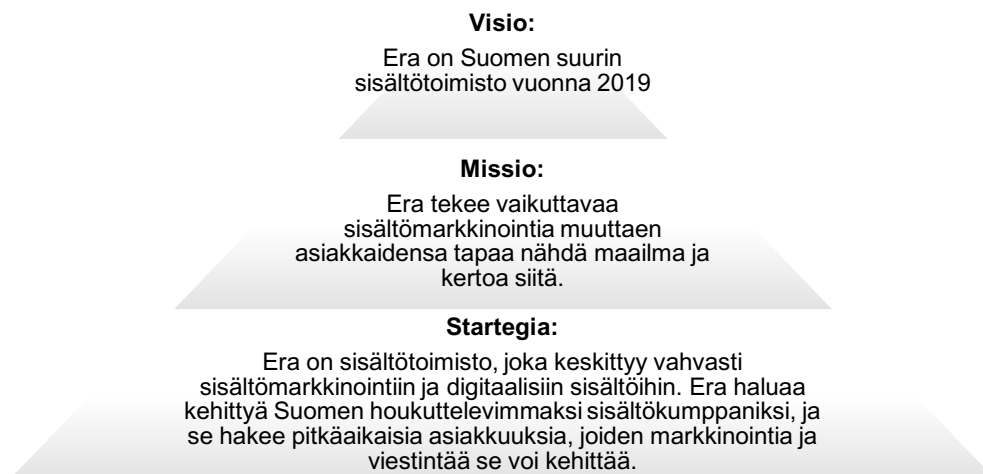 Visio:
Era on Suomen suurin
sisältötoimisto vuonna 2019
Missio:
Era tekee vaikuttavaa
sisältömarkkinointia muuttaen
asiakkaidensa tapaa nähdä maailma ja
kertoa siitä.
Startegia:
Era on sisältötoimisto, joka keskittyy vahvasti
sisältömarkkinointiin ja digitaalisiin sisältöihin. Era haluaa
kehittyä Suomen houkuttelevimmaksi sisältökumppaniksi, ja
se hakee pitkäaikaisia asiakkuuksia, joiden markkinointia ja
viestintää se voi kehittää.